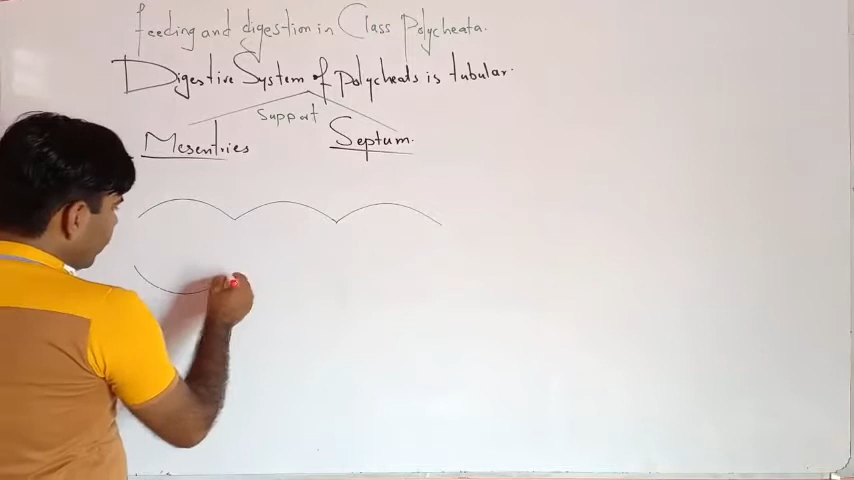 feeding and digestion in Class Polycheata.
Digestive System of Polycheats is tubular.
Support
Mesentries Septum.